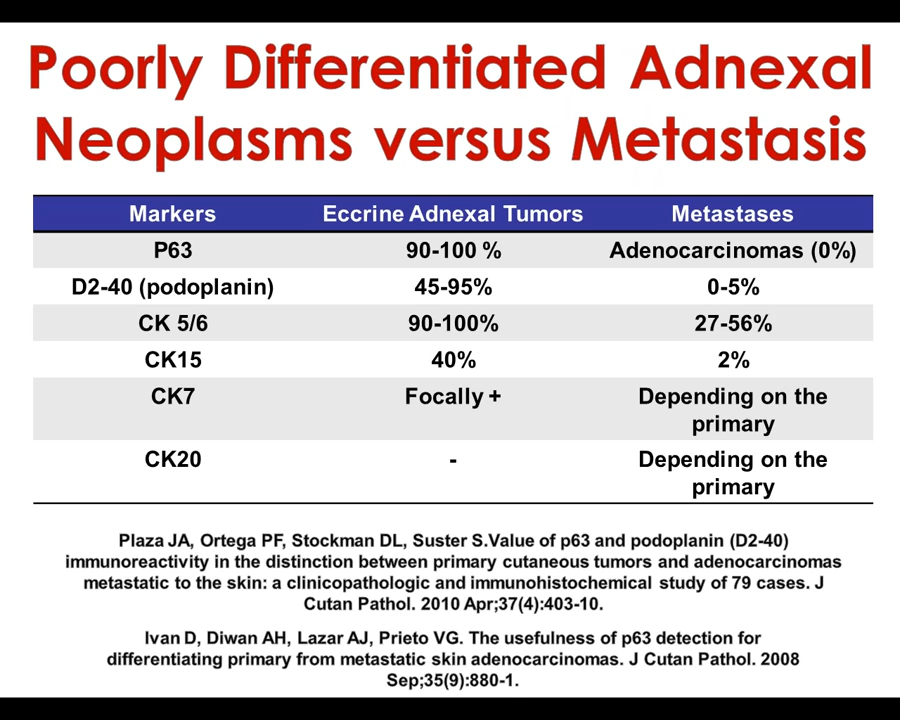 Poorly Differentiated Adnexal
Neoplasms versus Metastasis
Markers Eccrine Adnexal Tumors Metastases
P63 90-100 % Adenocarcinomas (0%)
D2-40 (podoplanin) 45-95% 0-5%
CK 5/6 90-100% 27-56%
CK15 40% 2%
CK7 Focally + Depending on the
primary
CK20 - Depending on the
primary
Plaza JA, Ortega PF, Stockman DL, Suster S.Value of p63 and podoplanin (D2-40)
immunoreactivity in the distinction between primary cutaneous tumors and adenocarcinomas
metastatic to the skin: a clinicopathologic and immunohistochemical study of 79 cases. J
Cutan Pathol. 2010 Apr;37(4):403-10.
Ivan D, Diwan AH, Lazar AJ, Prieto VG. The usefulness of p63 detection for
differentiating primary from metastatic skin adenocarcinomas. J Cutan Pathol. 2008
Sep;35(9):880-1.